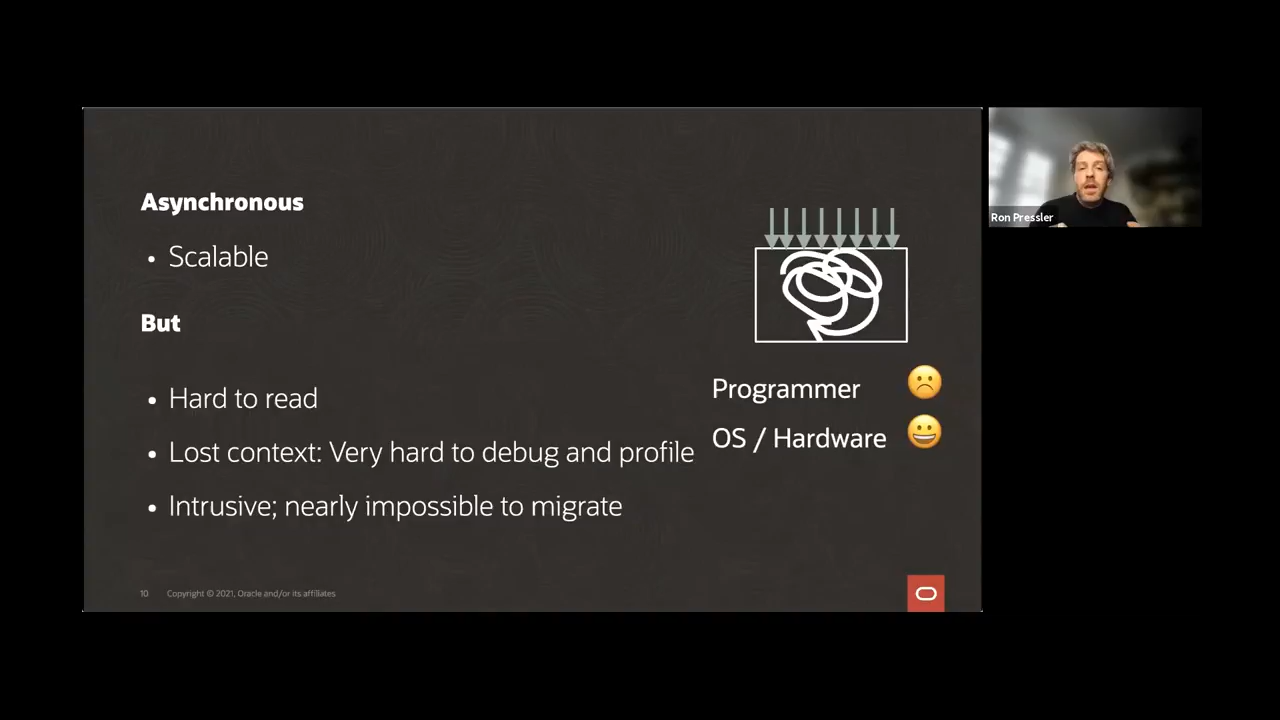 Asynchronous
• Scalable
But
• Hard to read
• Lost context: Very hard to debug and profile
• Intrusive; nearly impossible to migrate
Programmer
OS / Hardware
10 Copyright © 2021, Oracle and/or its affiliates
Ron Pressler